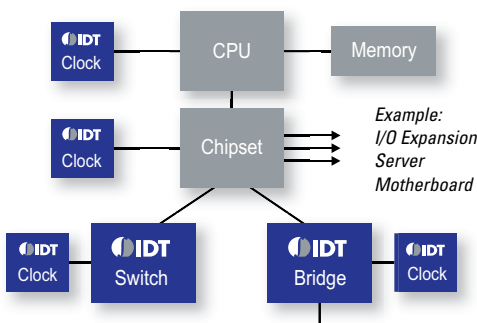 IDT
Clock
CPU
Memory
IDT
Clock
Chipset
Example:
I/O Expansion
Server
Motherboard
IDT
Clock
IDT
Switch
IDT
Bridge
IDT
Clock